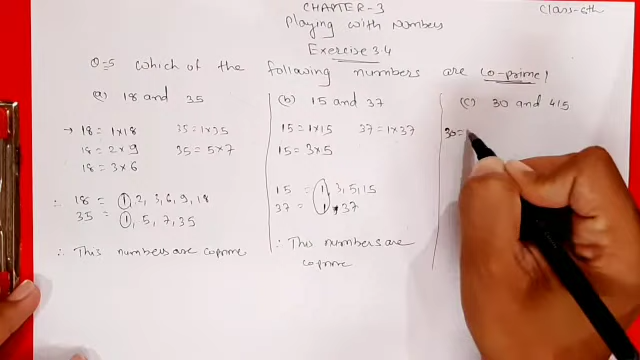 CHAPTER-3
Class-6th
Playing with Numbers
Exercise 3.4
Q=5 which of the following numbers are co-prime!
(a) 18 and 35
→ 18 = 1×18 35 = 1×35
18 = 2×9 35 = 5×7
18 = 3×6
∴ 18 = 1, 2, 3, 6, 9, 18
35 = 1, 5, 7, 35
∴ This numbers are coprime
(b) 15 and 37
15 = 1×15 37 = 1×37
15 = 3×5
15 = 1, 3, 5, 15
37 = 1, 37
∴ This numbers are
coprime
(c) 30 and 415
30=